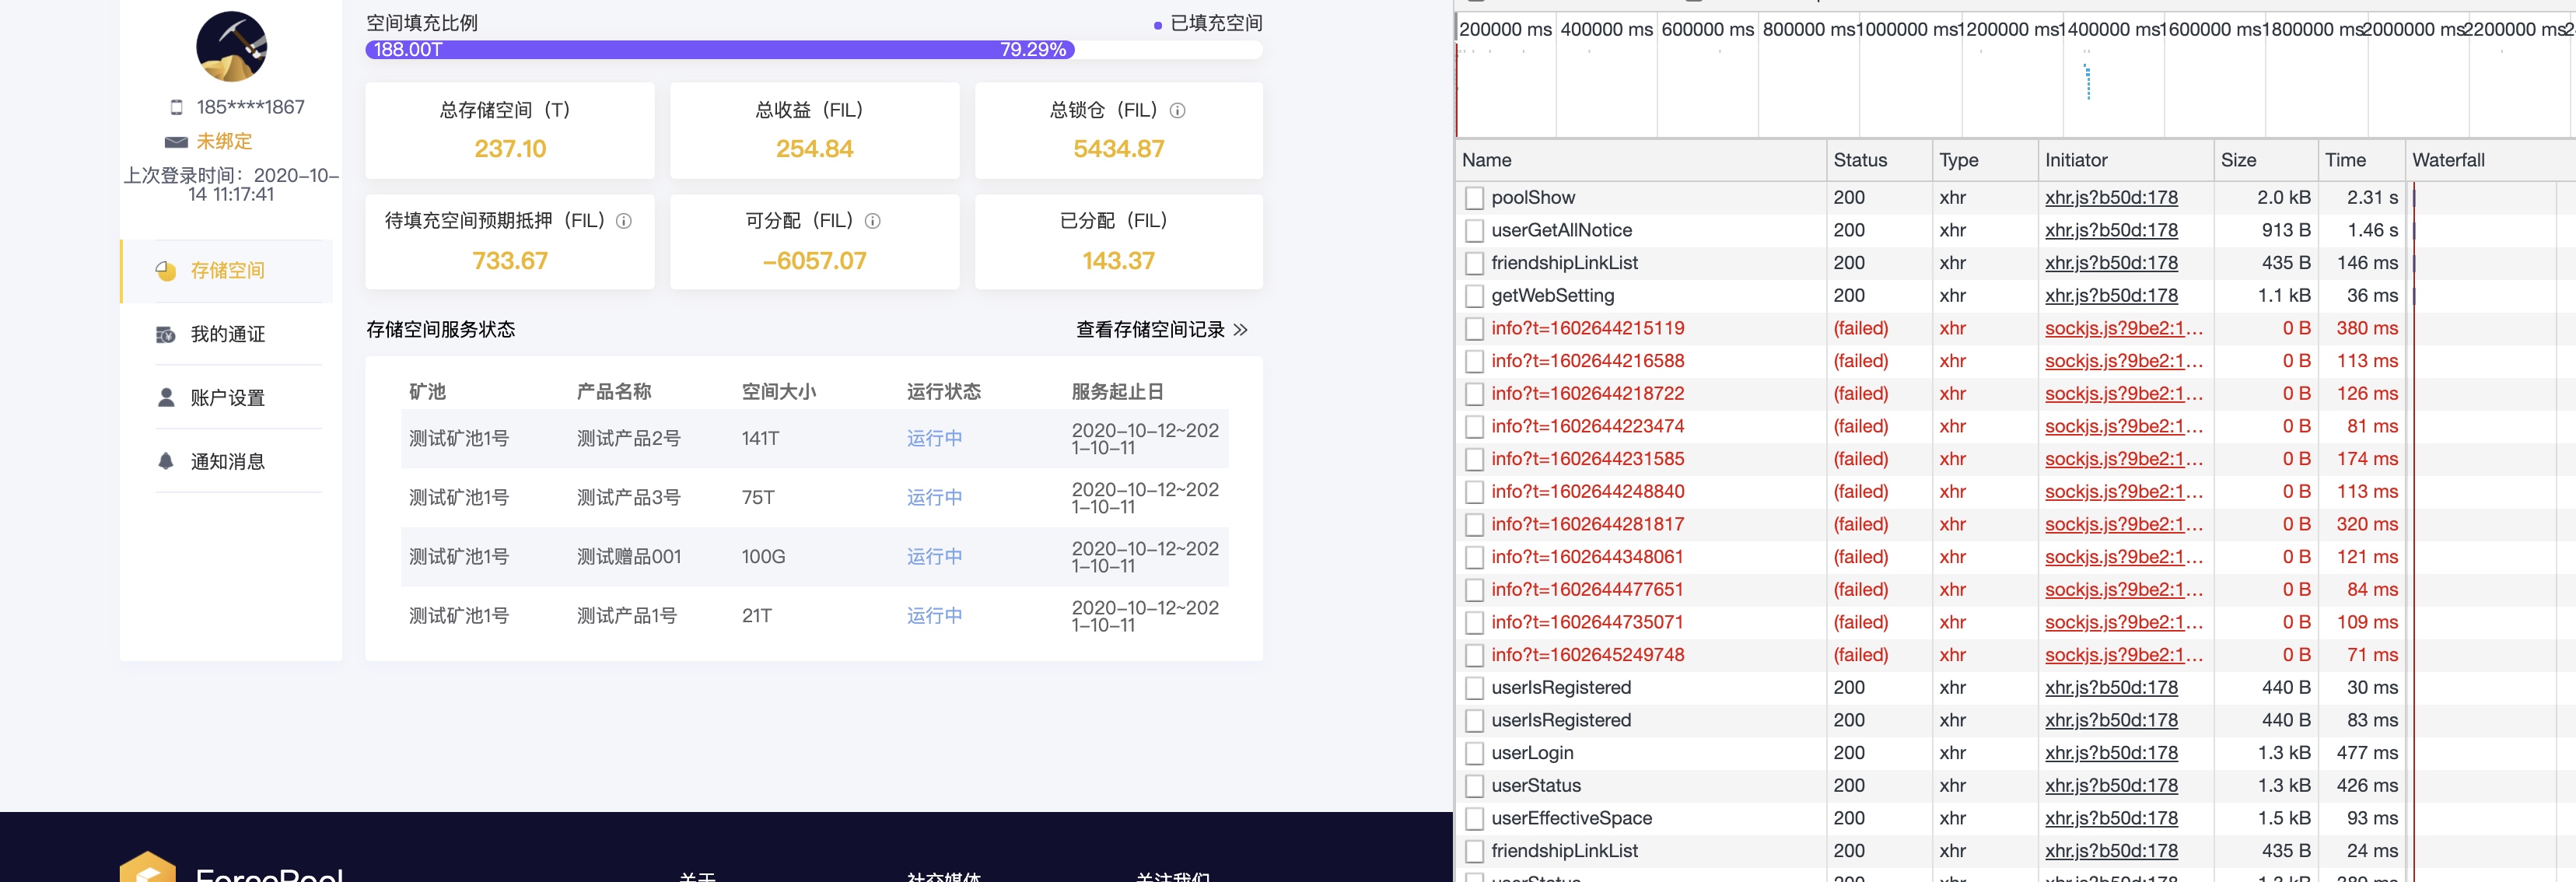 空间填充比例
已填充空间
188.00T 79.29%
185****1867
未绑定
上次登录时间：2020-10-
14 11:17:41
存储空间
我的通证
账户设置
通知消息
总存储空间（T）
237.10
总收益（FIL）
254.84
总锁仓（FIL）
5434.87
待填充空间预期抵押（FIL）
733.67
可分配（FIL）
-6057.07
已分配（FIL）
143.37
存储空间服务状态
查看存储空间记录
矿池 产品名称 空间大小 运行状态 服务起止日
测试矿池1号 测试产品2号 141T 运行中 2020-10-12~202
1-10-11
测试矿池1号 测试产品3号 75T 运行中 2020-10-12~202
1-10-11
测试矿池1号 测试赠品001 100G 运行中 2020-10-12~202
1-10-11
测试矿池1号 测试产品1号 21T 运行中 2020-10-12~202
1-10-11
ForcePool
关于 社交媒体 关注我们
200000 ms 400000 ms 600000 ms 800000 ms 1000000 ms 1200000 ms 1400000 ms 1600000 ms 1800000 ms 2000000 ms 2200000 ms
Name Status Type Initiator Size Time Waterfall
poolShow 200 xhr xhr.js?b50d:178 2.0 kB 2.31 s
userGetAllNotice 200 xhr xhr.js?b50d:178 913 B 1.46 s
friendshipLinkList 200 xhr xhr.js?b50d:178 435 B 146 ms
getWebSetting 200 xhr xhr.js?b50d:178 1.1 kB 36 ms
info?t=1602644215119 (failed) xhr sockjs.js?9be2:1… 0 B 380 ms
info?t=1602644216588 (failed) xhr sockjs.js?9be2:1… 0 B 113 ms
info?t=1602644218722 (failed) xhr sockjs.js?9be2:1… 0 B 126 ms
info?t=1602644223474 (failed) xhr sockjs.js?9be2:1… 0 B 81 ms
info?t=1602644231585 (failed) xhr sockjs.js?9be2:1… 0 B 174 ms
info?t=1602644248840 (failed) xhr sockjs.js?9be2:1… 0 B 113 ms
info?t=1602644281817 (failed) xhr sockjs.js?9be2:1… 0 B 320 ms
info?t=1602644348061 (failed) xhr sockjs.js?9be2:1… 0 B 121 ms
info?t=1602644477651 (failed) xhr sockjs.js?9be2:1… 0 B 84 ms
info?t=1602644735071 (failed) xhr sockjs.js?9be2:1… 0 B 109 ms
info?t=1602645249748 (failed) xhr sockjs.js?9be2:1… 0 B 71 ms
userIsRegistered 200 xhr xhr.js?b50d:178 440 B 30 ms
userIsRegistered 200 xhr xhr.js?b50d:178 440 B 83 ms
userLogin 200 xhr xhr.js?b50d:178 1.3 kB 477 ms
userStatus 200 xhr xhr.js?b50d:178 1.3 kB 426 ms
userEffectiveSpace 200 xhr xhr.js?b50d:178 1.5 kB 93 ms
friendshipLinkList 200 xhr xhr.js?b50d:178 435 B 24 ms